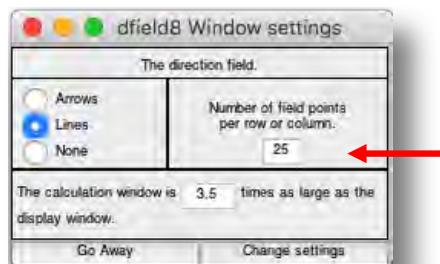 dfield8 Window settings
The direction field.
Arrows
Lines
None
Number of field points
per row or column.
25
The calculation window is 3.5 times as large as the
display window.
Go Away Change settings